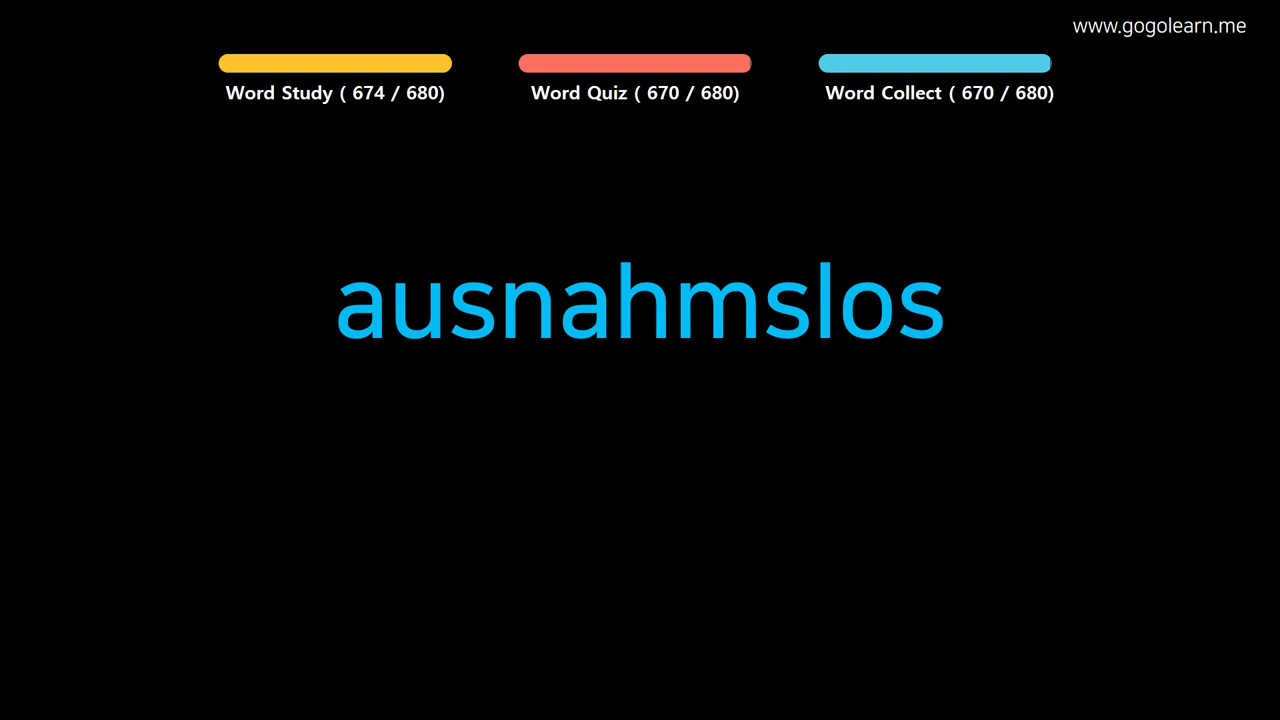 www.gogolearn.me
Word Study ( 674 / 680)
Word Quiz ( 670 / 680)
Word Collect ( 670 / 680)
ausnahmslos